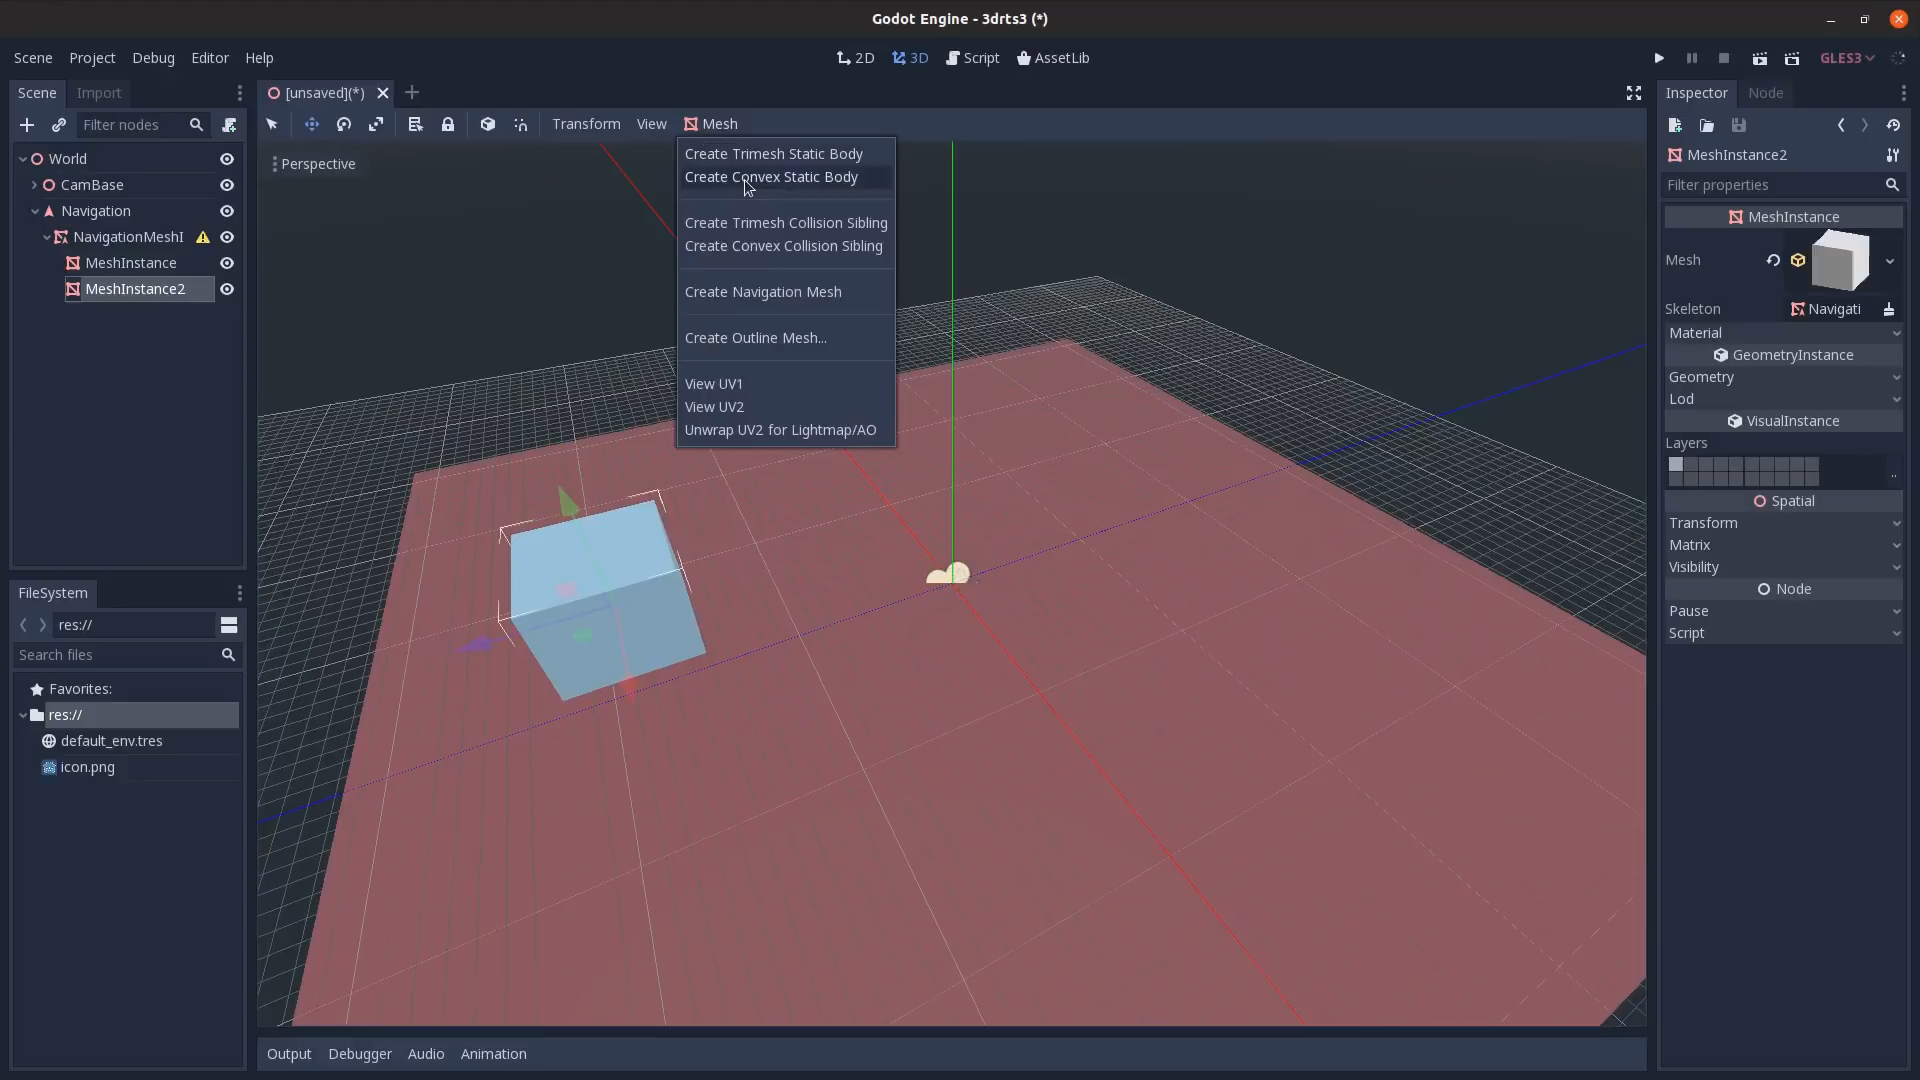 Godot Engine - 3drts3 (*)
Scene Project Debug Editor Help
2D 3D Script AssetLib
GLES3
Scene Import
[unsaved](*)
Inspector Node
Filter nodes
Transform View Mesh
World
CamBase
Navigation
NavigationMeshI
MeshInstance
MeshInstance2
Perspective
Create Trimesh Static Body
Create Convex Static Body
Create Trimesh Collision Sibling
Create Convex Collision Sibling
Create Navigation Mesh
Create Outline Mesh...
View UV1
View UV2
Unwrap UV2 for Lightmap/AO
MeshInstance2
Filter properties
MeshInstance
Mesh
Skeleton Navigati
Material
GeometryInstance
Geometry
Lod
VisualInstance
Layers
..
Spatial
Transform
Matrix
Visibility
Node
Pause
Script
FileSystem
res://
Search files
Favorites:
res://
default_env.tres
icon.png
Output Debugger Audio Animation